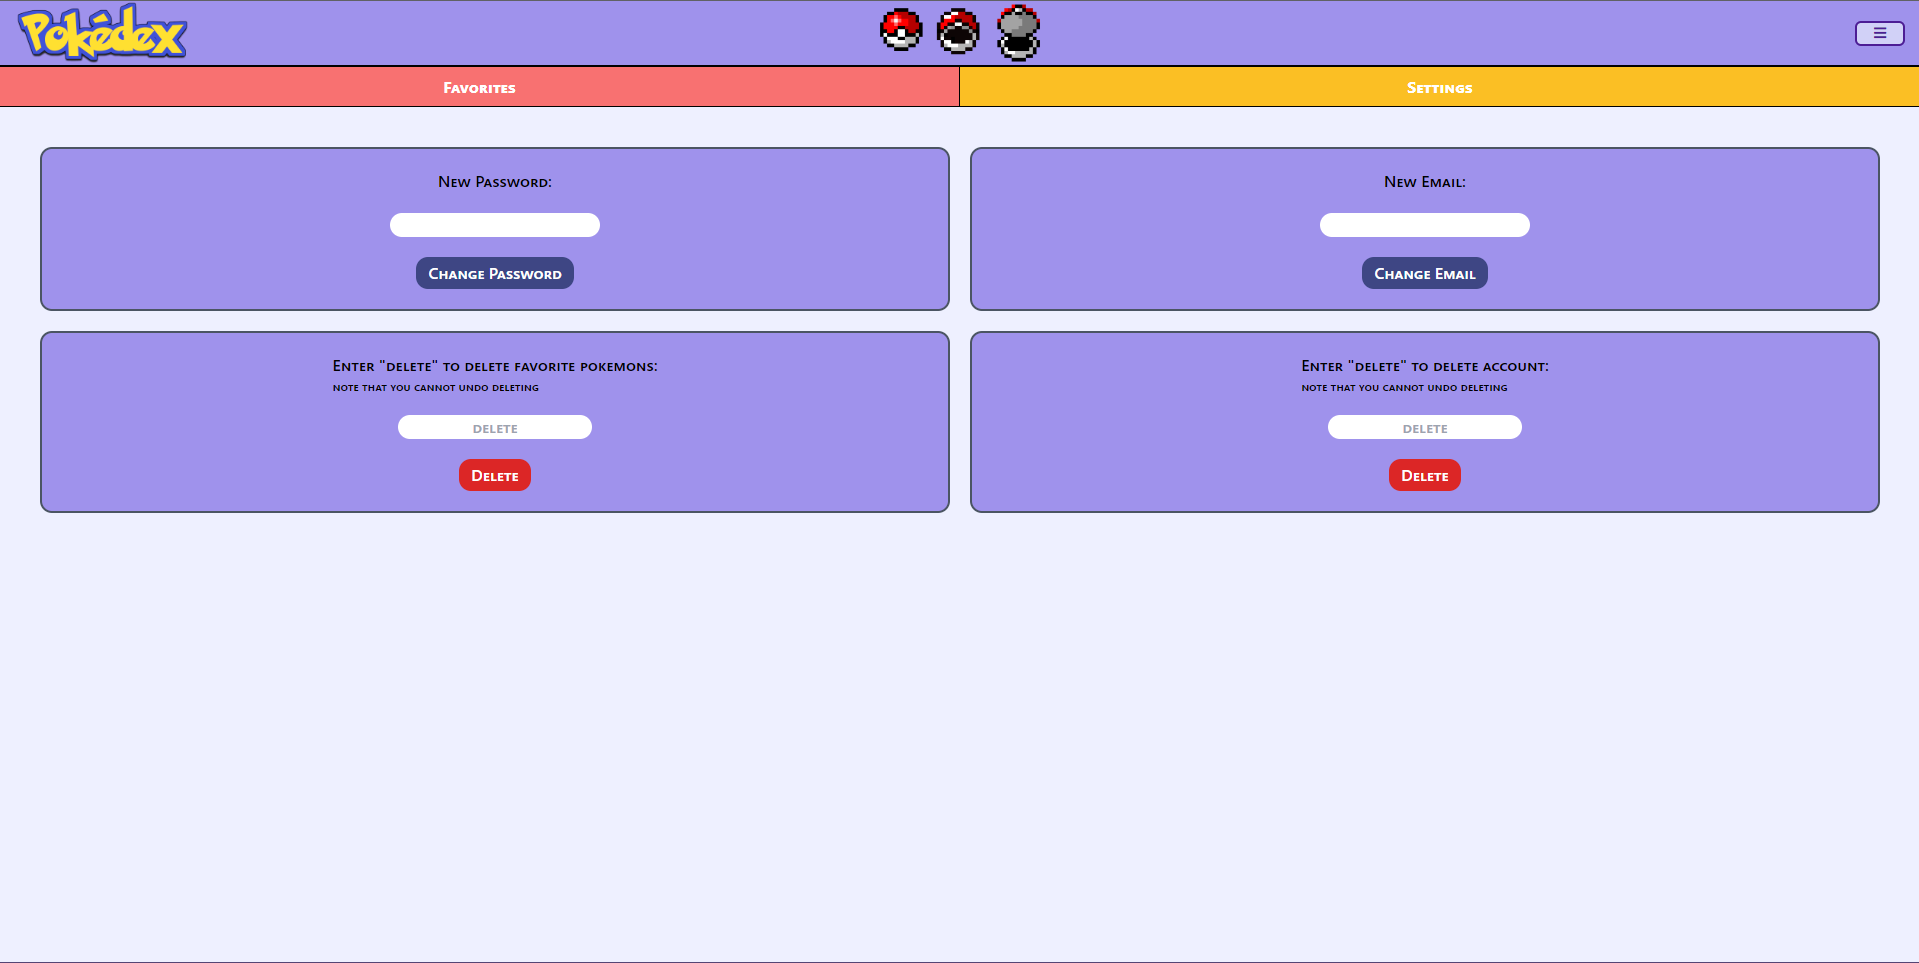 Pokédex
Favorites
Settings
New Password:
Change Password
New Email:
Change Email
Enter "delete" to delete favorite pokemons:
note that you cannot undo deleting
delete
Delete
Enter "delete" to delete account:
note that you cannot undo deleting
delete
Delete